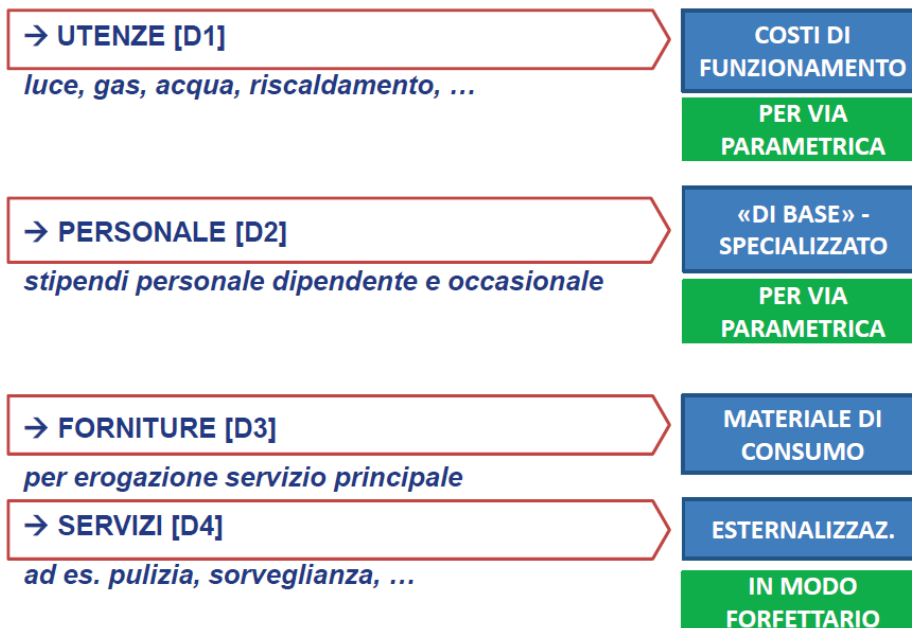 → UTENZE [D1]
COSTI DI
FUNZIONAMENTO
luce, gas, acqua, riscaldamento, …
PER VIA
PARAMETRICA
→ PERSONALE [D2]
«DI BASE» -
SPECIALIZZATO
stipendi personale dipendente e occasionale
PER VIA
PARAMETRICA
→ FORNITURE [D3]
MATERIALE DI
CONSUMO
per erogazione servizio principale
→ SERVIZI [D4]
ESTERNALIZZAZ.
ad es. pulizia, sorveglianza, …
IN MODO
FORFETTARIO